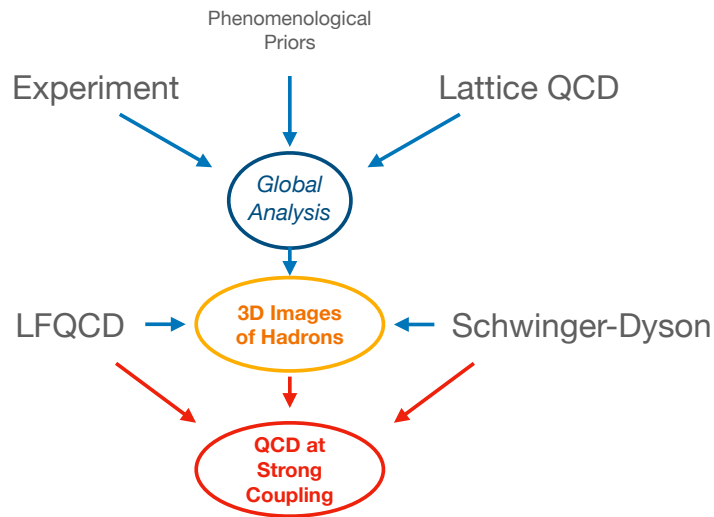 Phenomenological
Priors
Experiment
Lattice QCD
Global
Analysis
LFQCD
3D Images
of Hadrons
Schwinger-Dyson
QCD at
Strong
Coupling